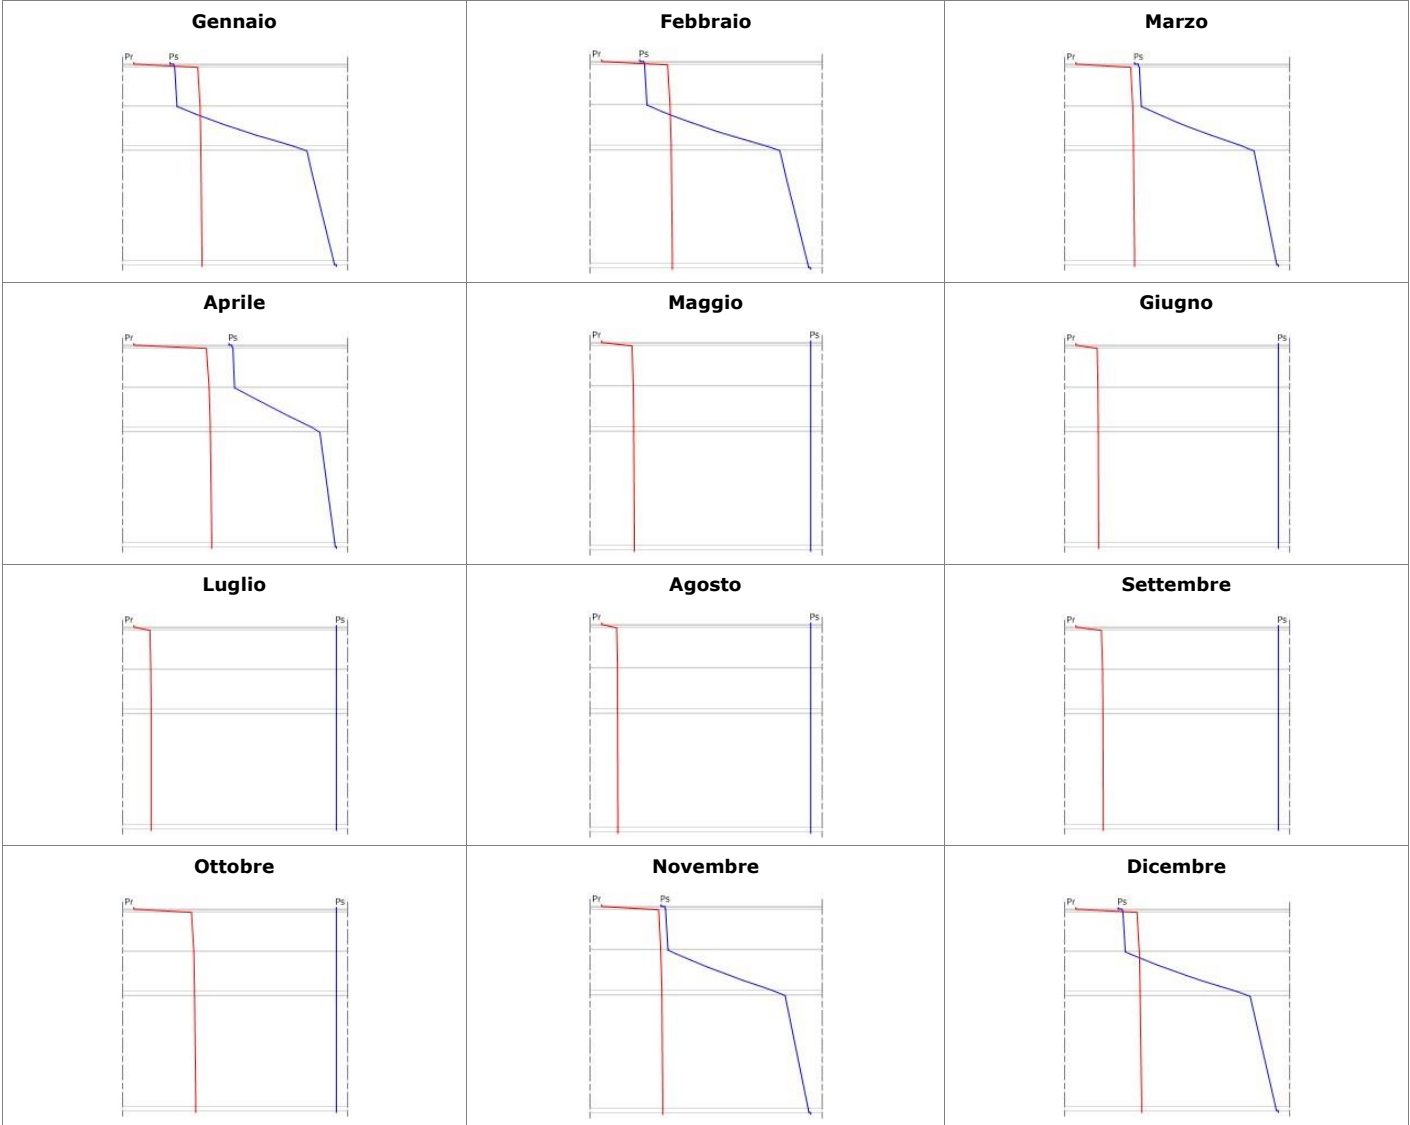 Gennaio
Febbraio
Marzo
Pr Ps
Pr Ps
Pr Ps
Aprile
Maggio
Giugno
Pr Ps
Pr Ps
Pr Ps
Luglio
Agosto
Settembre
Pr Ps
Pr Ps
Pr Ps
Ottobre
Novembre
Dicembre
Pr Ps
Pr Ps
Pr Ps